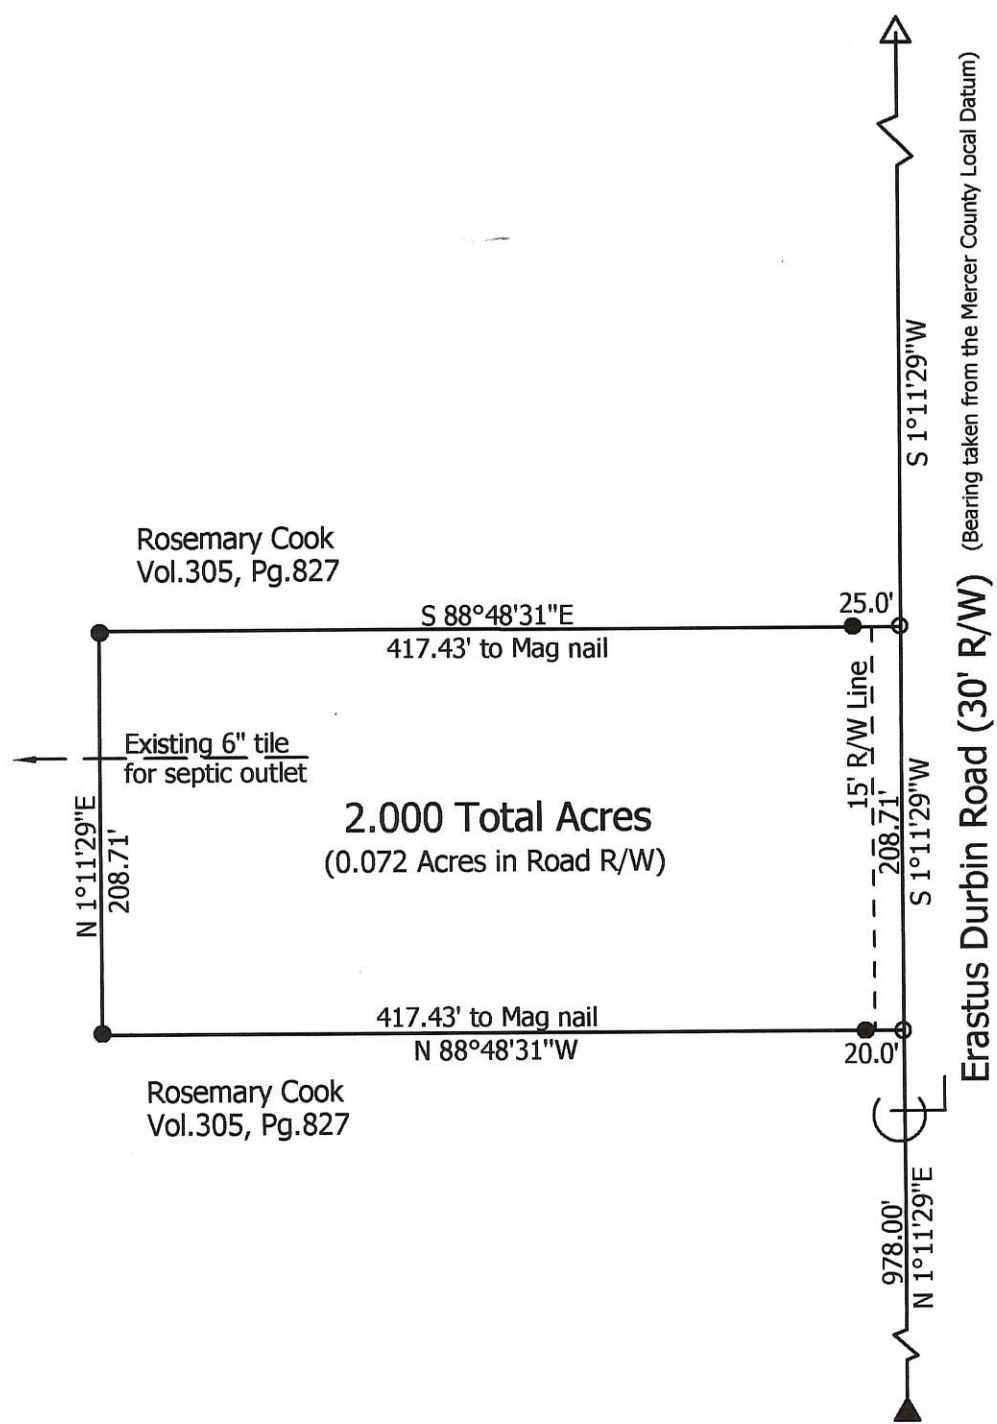 (Bearing taken from the Mercer County Local Datum)
S 1°11'29"W
Rosemary Cook
Vol.305, Pg.827
S 88°48'31"E
417.43' to Mag nail
25.0'
15' R/W Line
Existing 6" tile
for septic outlet
N 1°11'29"E
208.71'
2.000 Total Acres
(0.072 Acres in Road R/W)
208.71'
S 1°11'29"W
Erastus Durbin Road (30' R/W)
417.43' to Mag nail
N 88°48'31"W
20.0'
Rosemary Cook
Vol.305, Pg.827
978.00'
N 1°11'29"E